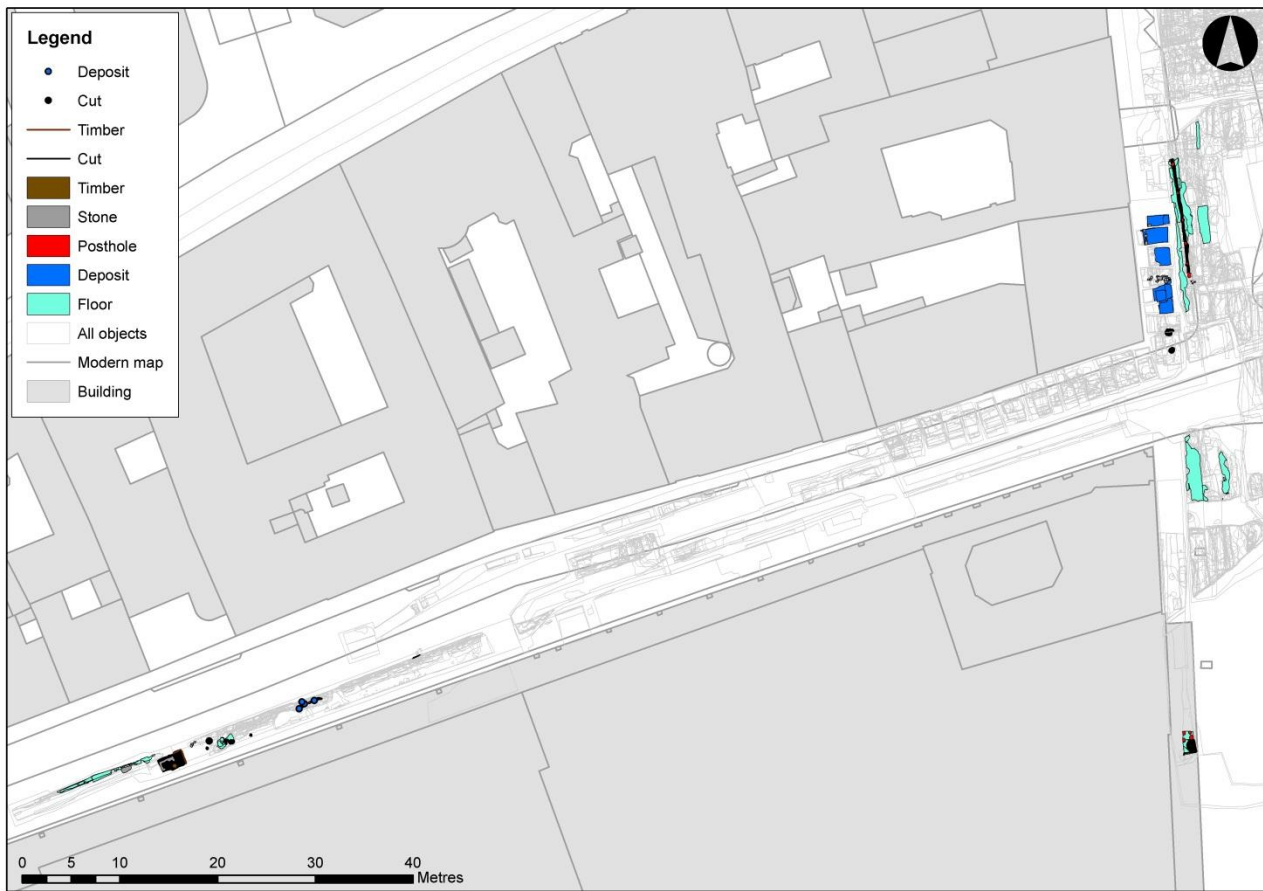 Legend
Deposit
Cut
Timber
Cut
Timber
Stone
Posthole
Deposit
Floor
All objects
Modern map
Building
0 5 10 20 30 40
Metres